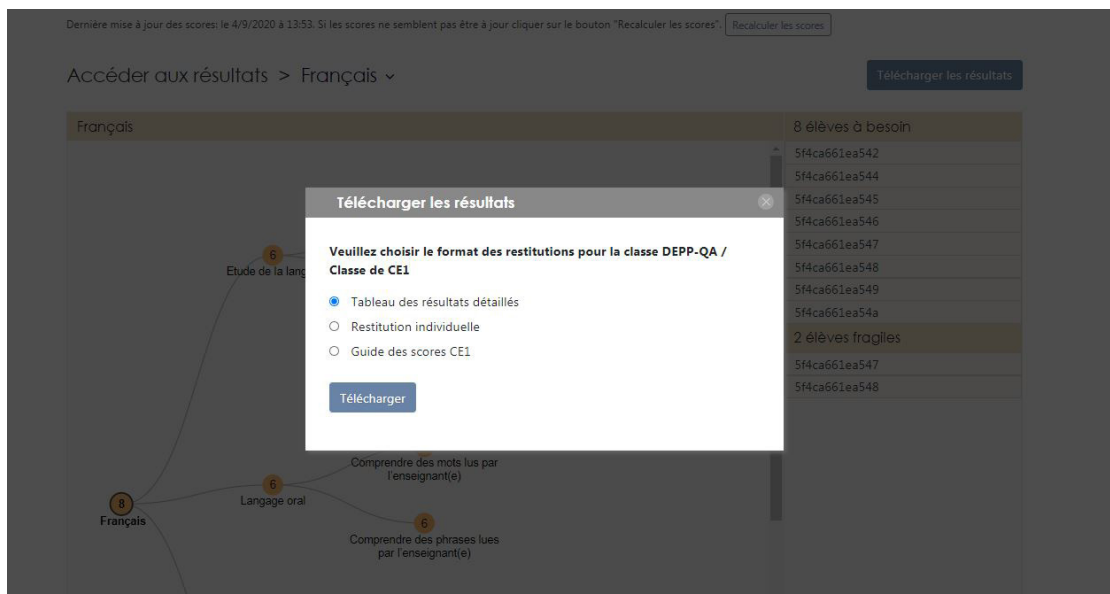 Dernière mise à jour des scores: le 4/9/2020 à 13:53. Si les scores ne semblent pas être à jour cliquer sur le bouton "Recalculer les scores". Recalculer les scores
Accéder aux résultats > Français
Télécharger les résultats
Français
8 élèves à besoin
5f4ca661ea542
5f4ca661ea544
5f4ca661ea545
5f4ca661ea546
5f4ca661ea547
5f4ca661ea548
5f4ca661ea549
5f4ca661ea54a
2 élèves fragiles
5f4ca661ea547
5f4ca661ea548
Télécharger les résultats
Veuillez choisir le format des restitutions pour la classe DEPP-QA /
Classe de CE1
Tableau des résultats détaillés
Restitution individuelle
Guide des scores CE1
Télécharger
6
Etude de la lang
Comprendre des mots lus par
l'enseignant(e)
6
Langage oral
8
Français
6
Comprendre des phrases lues
par l'enseignant(e)